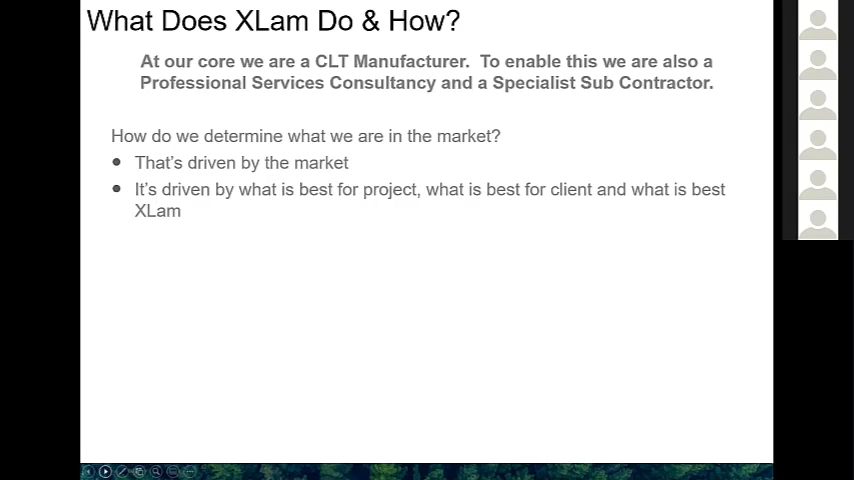 What Does XLam Do & How?
At our core we are a CLT Manufacturer.  To enable this we are also a
Professional Services Consultancy and a Specialist Sub Contractor.
How do we determine what we are in the market?
• That's driven by the market
• It's driven by what is best for project, what is best for client and what is best
XLam